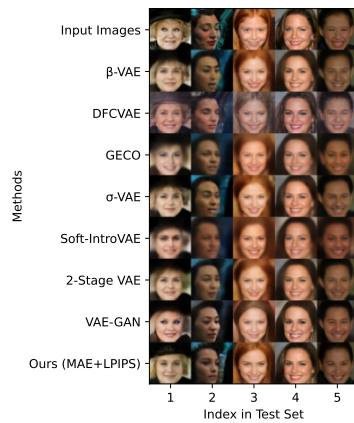 Input Images
β-VAE
DFCVAE
GECO
σ-VAE
Soft-IntroVAE
2-Stage VAE
VAE-GAN
Ours (MAE+LPIPS)
Methods
1 2 3 4 5
Index in Test Set